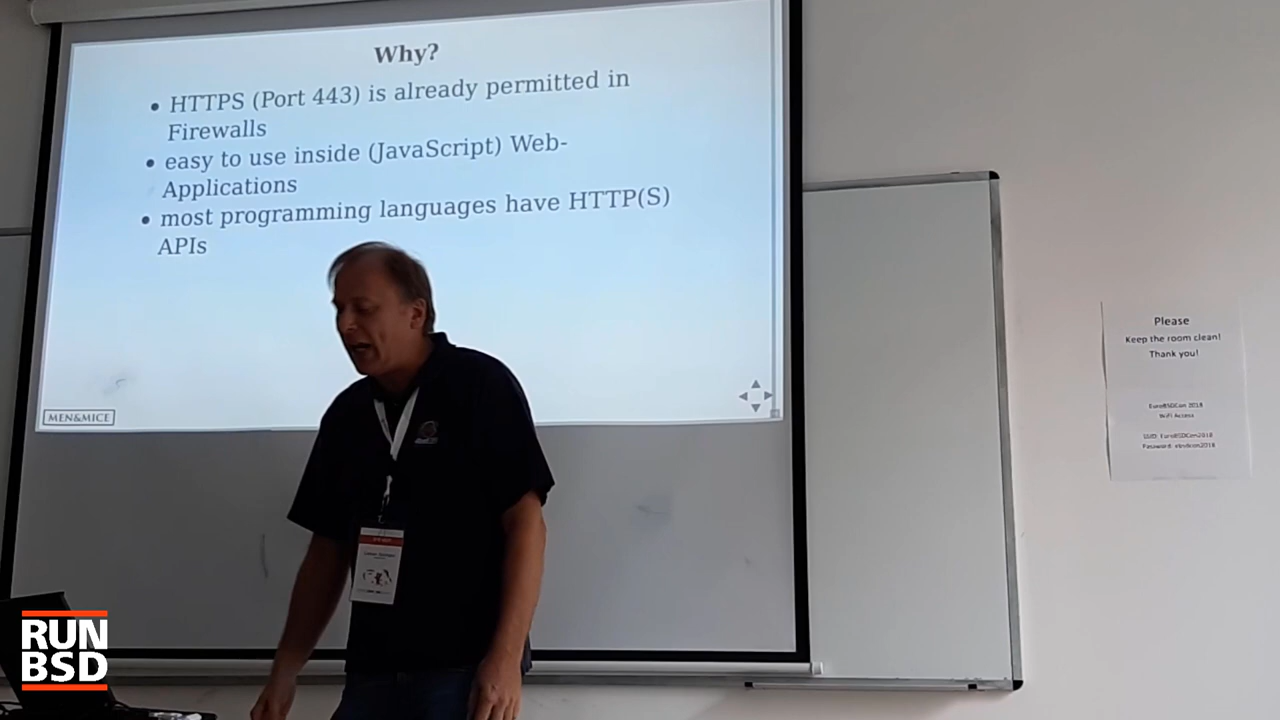 Why?
• HTTPS (Port 443) is already permitted in
Firewalls
• easy to use inside (JavaScript) Web-
Applications
• most programming languages have HTTP(S)
APIs
MEN&MICE
Please
Keep the room clean!
Thank you!
EuroBSDCon 2018
WiFi Access
EuroBSDCon2018
RUN
BSD